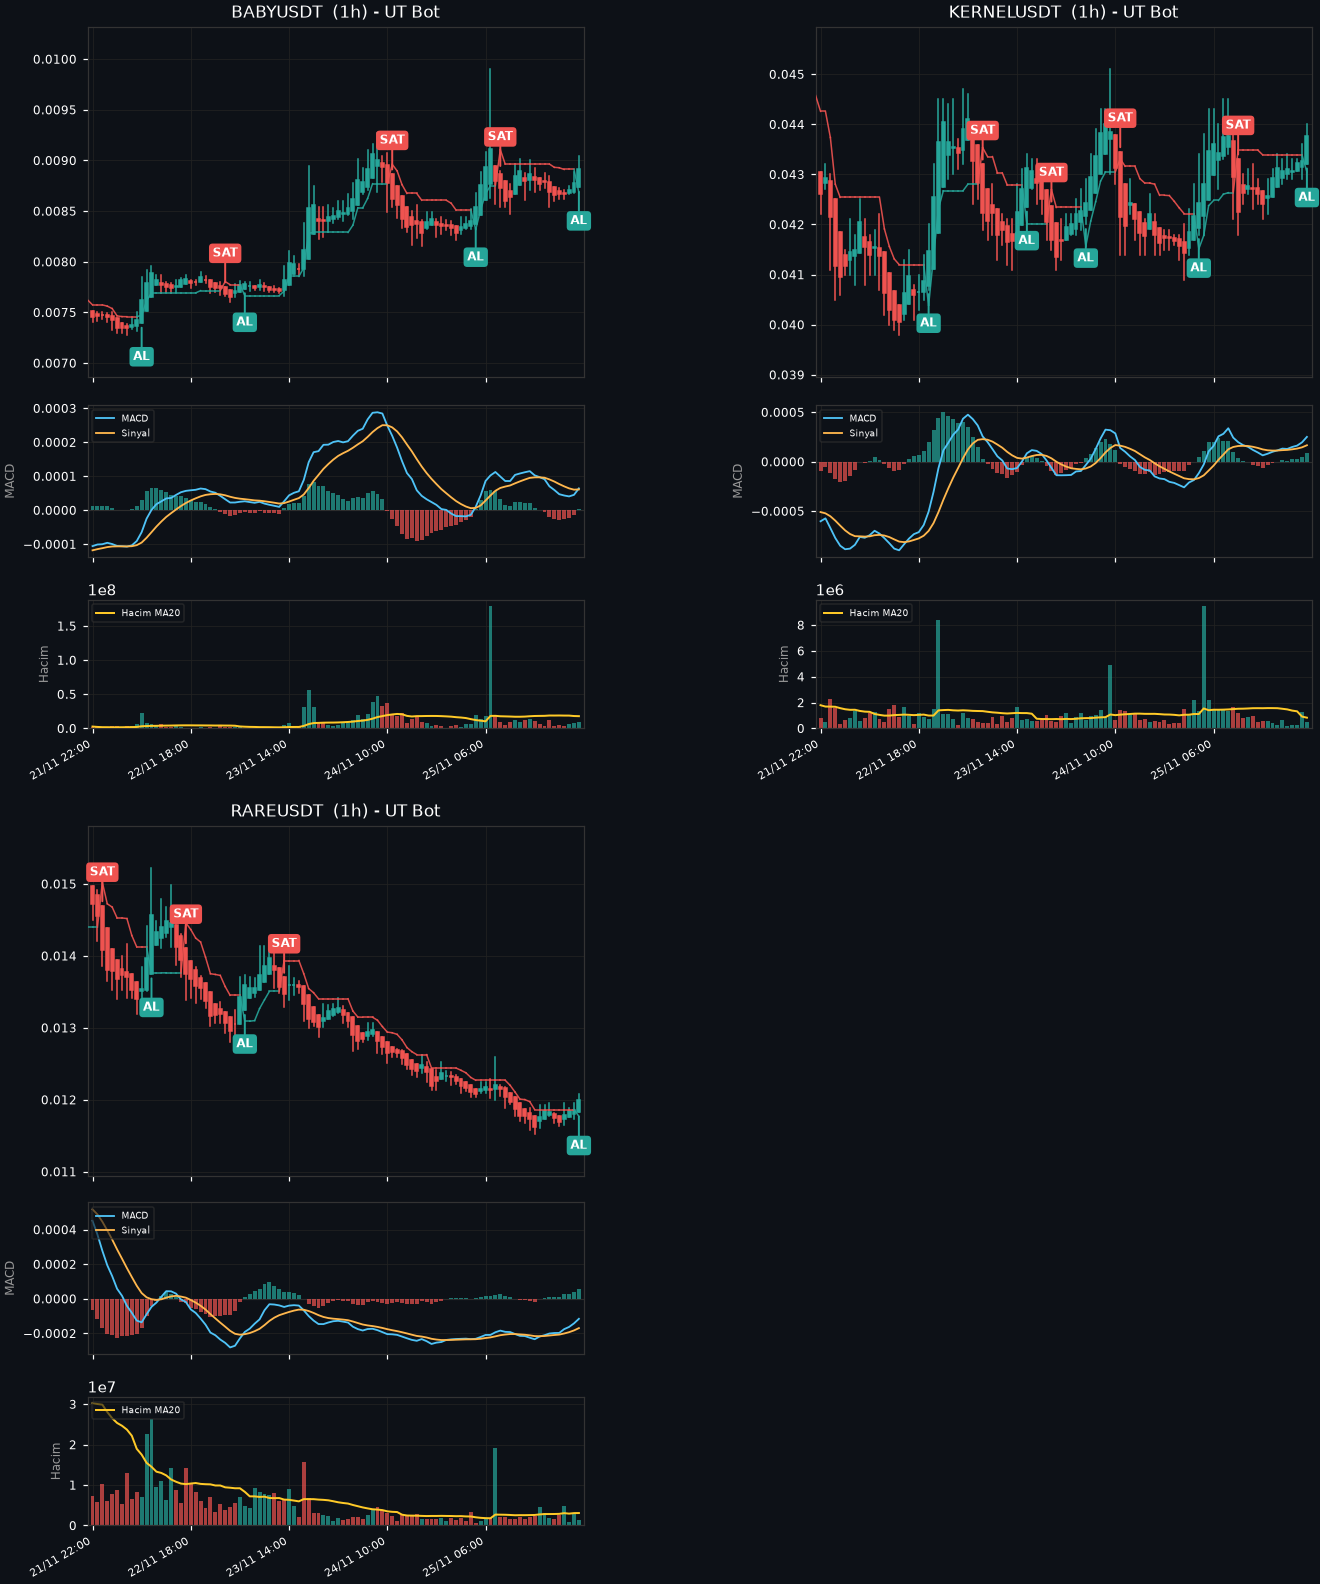 BABYUSDT (1h) - UT Bot
0.0100
0.0095
0.0090
0.0085
0.0080
0.0075
0.0070
SAT
SAT
SAT
AL
AL
AL
AL
0.0003
0.0002
0.0001
0.0000
−0.0001
MACD
MACD
Sinyal
1e8
1.5
1.0
0.5
0.0
Hacim
Hacim MA20
21/11 22:00
22/11 18:00
23/11 14:00
24/11 10:00
25/11 06:00
KERNELUSDT (1h) - UT Bot
0.045
0.044
0.043
0.042
0.041
0.040
0.039
SAT
SAT
SAT
SAT
AL
AL
AL
AL
AL
0.0005
0.0000
−0.0005
MACD
MACD
Sinyal
1e6
8
6
4
2
0
Hacim
Hacim MA20
21/11 22:00
22/11 18:00
23/11 14:00
24/11 10:00
25/11 06:00
RAREUSDT (1h) - UT Bot
0.015
0.014
0.013
0.012
0.011
SAT
SAT
SAT
AL
AL
AL
0.0004
0.0002
0.0000
−0.0002
MACD
MACD
Sinyal
1e7
3
2
1
0
Hacim
Hacim MA20
21/11 22:00
22/11 18:00
23/11 14:00
24/11 10:00
25/11 06:00